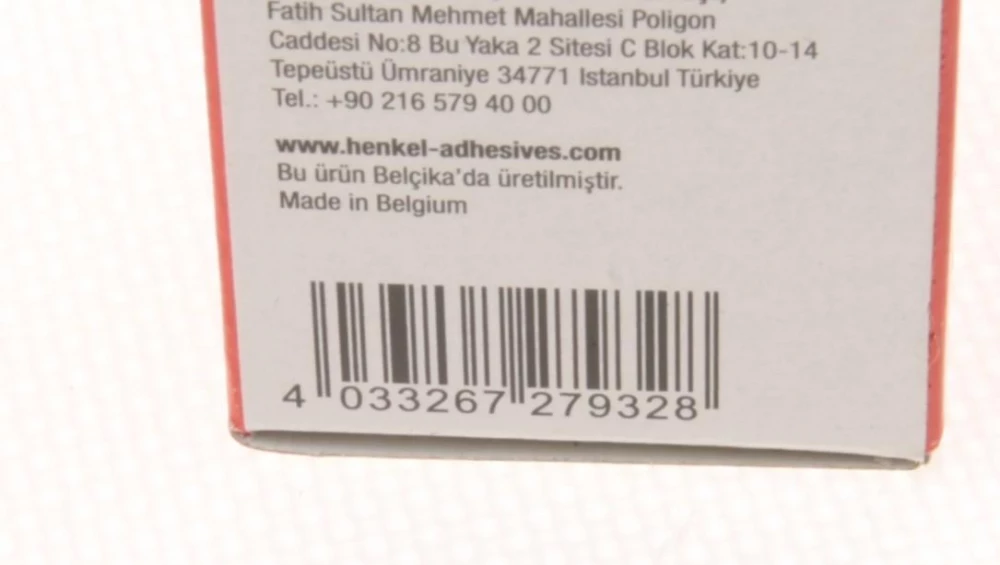 Fatih Sultan Mehmet Mahallesi Poligon
Caddesi No:8 Bu Yaka 2 Sitesi C Blok Kat:10-14
Tepeüstü Ümraniye 34771 Istanbul Türkiye
Tel.: +90 216 579 40 00
www.henkel-adhesives.com
Bu ürün Belçika'da üretilmiştir.
Made in Belgium
4 033267 279328